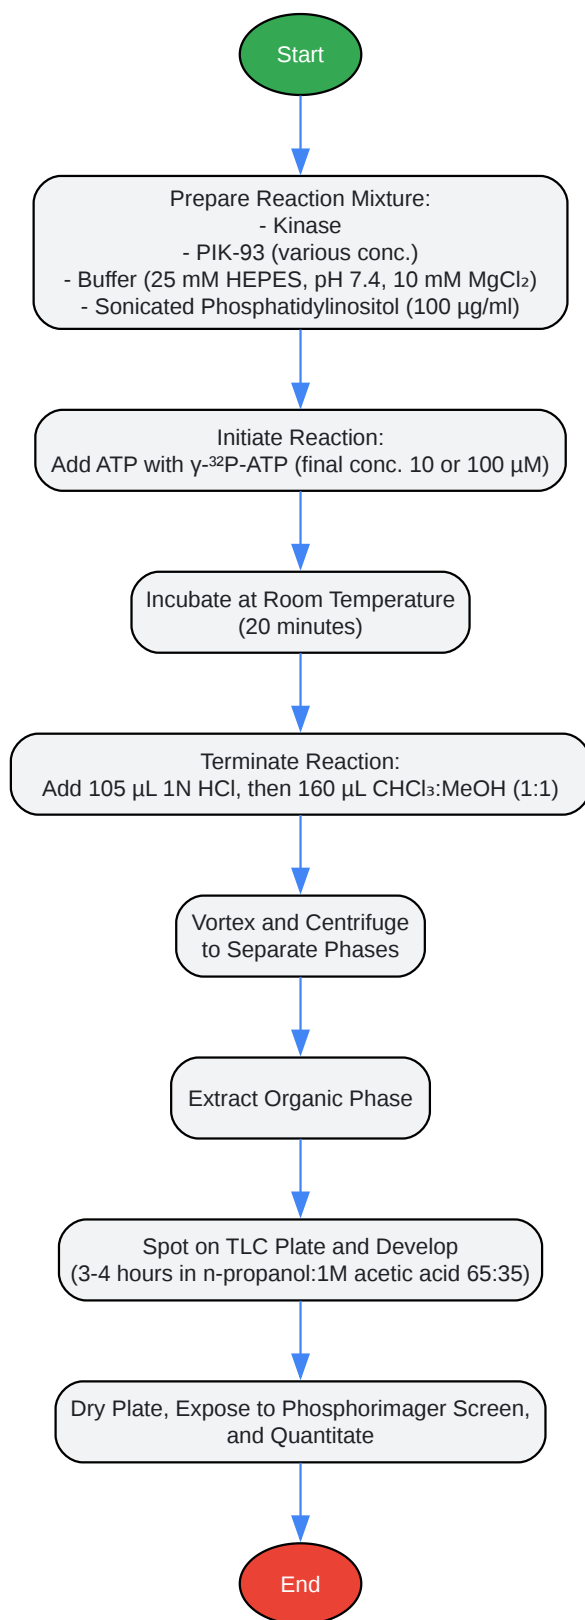 Start
Prepare Reaction Mixture:
- Kinase
- PIK-93 (various conc.)
- Buffer (25 mM HEPES, pH 7.4, 10 mM MgCl₂)
- Sonicated Phosphatidylinositol (100 µg/ml)
Initiate Reaction:
Add ATP with γ-³²P-ATP (final conc. 10 or 100 µM)
Incubate at Room Temperature
(20 minutes)
Terminate Reaction:
Add 105 µL 1N HCl, then 160 µL CHCl₃:MeOH (1:1)
Vortex and Centrifuge
to Separate Phases
Extract Organic Phase
Spot on TLC Plate and Develop
(3-4 hours in n-propanol:1M acetic acid 65:35)
Dry Plate, Expose to Phosphorimager Screen,
and Quantitate
End